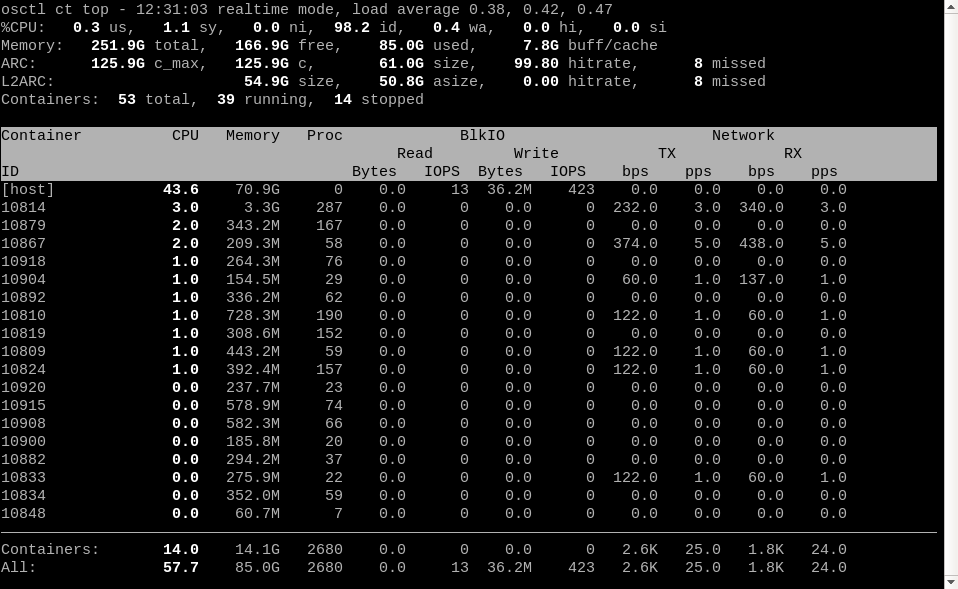 osctl ct top - 12:31:03 realtime mode, load average 0.38, 0.42, 0.47
%CPU:   0.3 us,   1.1 sy,   0.0 ni,  98.2 id,   0.4 wa,   0.0 hi,   0.0 si
Memory:   251.9G total,  166.9G free,    85.0G used,    7.8G buff/cache
ARC:      125.9G c_max,  125.9G c,       61.0G size,   99.80 hitrate,      8 missed
L2ARC:                    54.9G size,    50.8G asize,   0.00 hitrate,      8 missed
Containers:  53 total,  39 running,  14 stopped
Container          CPU   Memory   Proc             BlkIO                       Network
                                            Read         Write           TX            RX
ID                                     Bytes   IOPS  Bytes   IOPS    bps    pps    bps    pps
[host]            43.6    70.9G      0    0.0     13  36.2M    423    0.0    0.0    0.0    0.0
10814              3.0     3.3G    287    0.0      0    0.0      0  232.0    3.0  340.0    3.0
10879              2.0   343.2M    167    0.0      0    0.0      0    0.0    0.0    0.0    0.0
10867              2.0   209.3M     58    0.0      0    0.0      0  374.0    5.0  438.0    5.0
10918              1.0   264.3M     76    0.0      0    0.0      0    0.0    0.0    0.0    0.0
10904              1.0   154.5M     29    0.0      0    0.0      0   60.0    1.0  137.0    1.0
10892              1.0   336.2M     62    0.0      0    0.0      0    0.0    0.0    0.0    0.0
10810              1.0   728.3M    190    0.0      0    0.0      0  122.0    1.0   60.0    1.0
10819              1.0   308.6M    152    0.0      0    0.0      0    0.0    0.0    0.0    0.0
10809              1.0   443.2M     59    0.0      0    0.0      0  122.0    1.0   60.0    1.0
10824              1.0   392.4M    157    0.0      0    0.0      0  122.0    1.0   60.0    1.0
10920              0.0   237.7M     23    0.0      0    0.0      0    0.0    0.0    0.0    0.0
10915              0.0   578.9M     74    0.0      0    0.0      0    0.0    0.0    0.0    0.0
10908              0.0   582.3M     66    0.0      0    0.0      0    0.0    0.0    0.0    0.0
10900              0.0   185.8M     20    0.0      0    0.0      0    0.0    0.0    0.0    0.0
10882              0.0   294.2M     37    0.0      0    0.0      0    0.0    0.0    0.0    0.0
10833              0.0   275.9M     22    0.0      0    0.0      0  122.0    1.0   60.0    1.0
10834              0.0   352.0M     59    0.0      0    0.0      0    0.0    0.0    0.0    0.0
10848              0.0    60.7M      7    0.0      0    0.0      0    0.0    0.0    0.0    0.0
Containers:       14.0    14.1G   2680    0.0      0    0.0      0   2.6K   25.0   1.8K   24.0
All:              57.7    85.0G   2680    0.0     13  36.2M    423   2.6K   25.0   1.8K   24.0